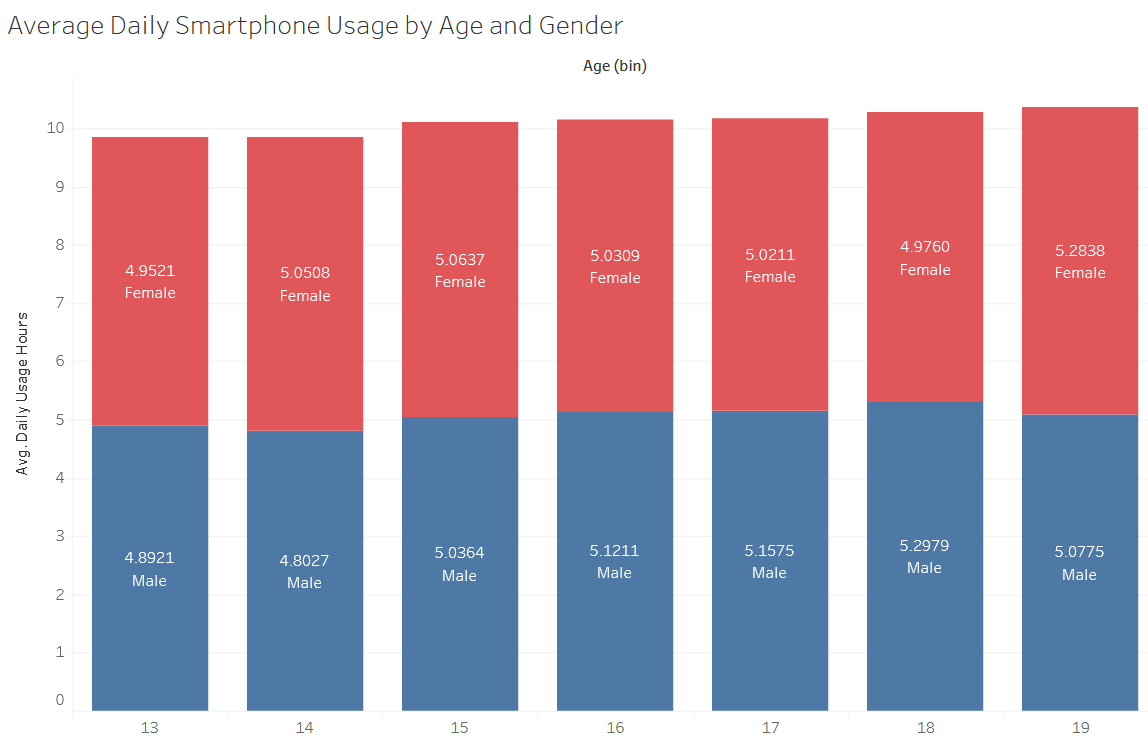 Average Daily Smartphone Usage by Age and Gender
Age (bin)
Avg. Daily Usage Hours
10
9
8
7
6
5
4
3
2
1
0
4.9521
Female
5.0508
Female
5.0637
Female
5.0309
Female
5.0211
Female
4.9760
Female
5.2838
Female
4.8921
Male
4.8027
Male
5.0364
Male
5.1211
Male
5.1575
Male
5.2979
Male
5.0775
Male
13
14
15
16
17
18
19